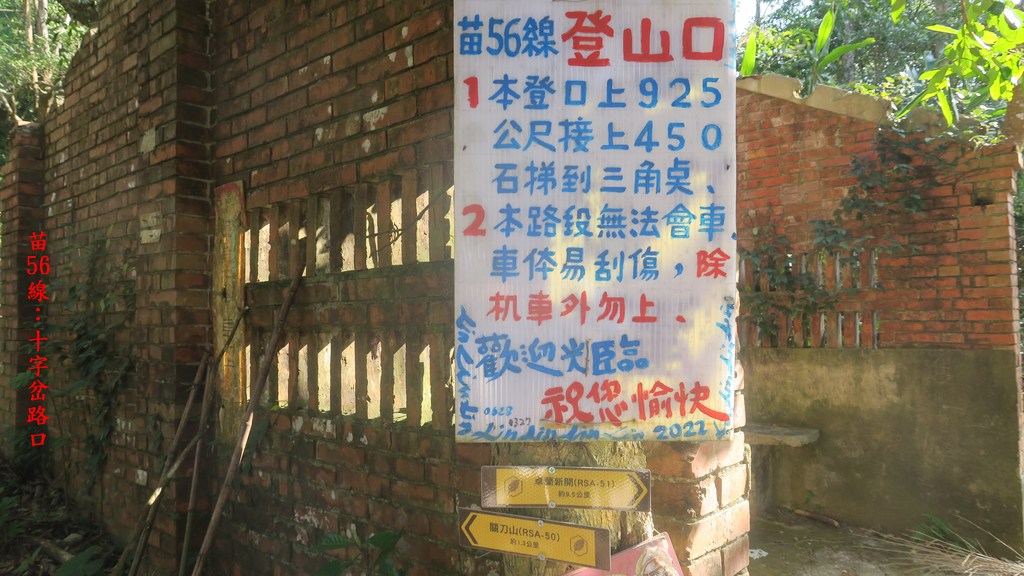 苗56線登山口
1本登口上925
公尺接上450
石梯到三角桌、
2本路段無法會車.
車体易刮傷，除
机車外勿上、
歡迎光臨
祝您愉快
0628
0327
2022
卓蘭新開(RSA-51)
約9.5公里
關刀山(RSA-50)
約1.3公里
苗56線：十字岔路口